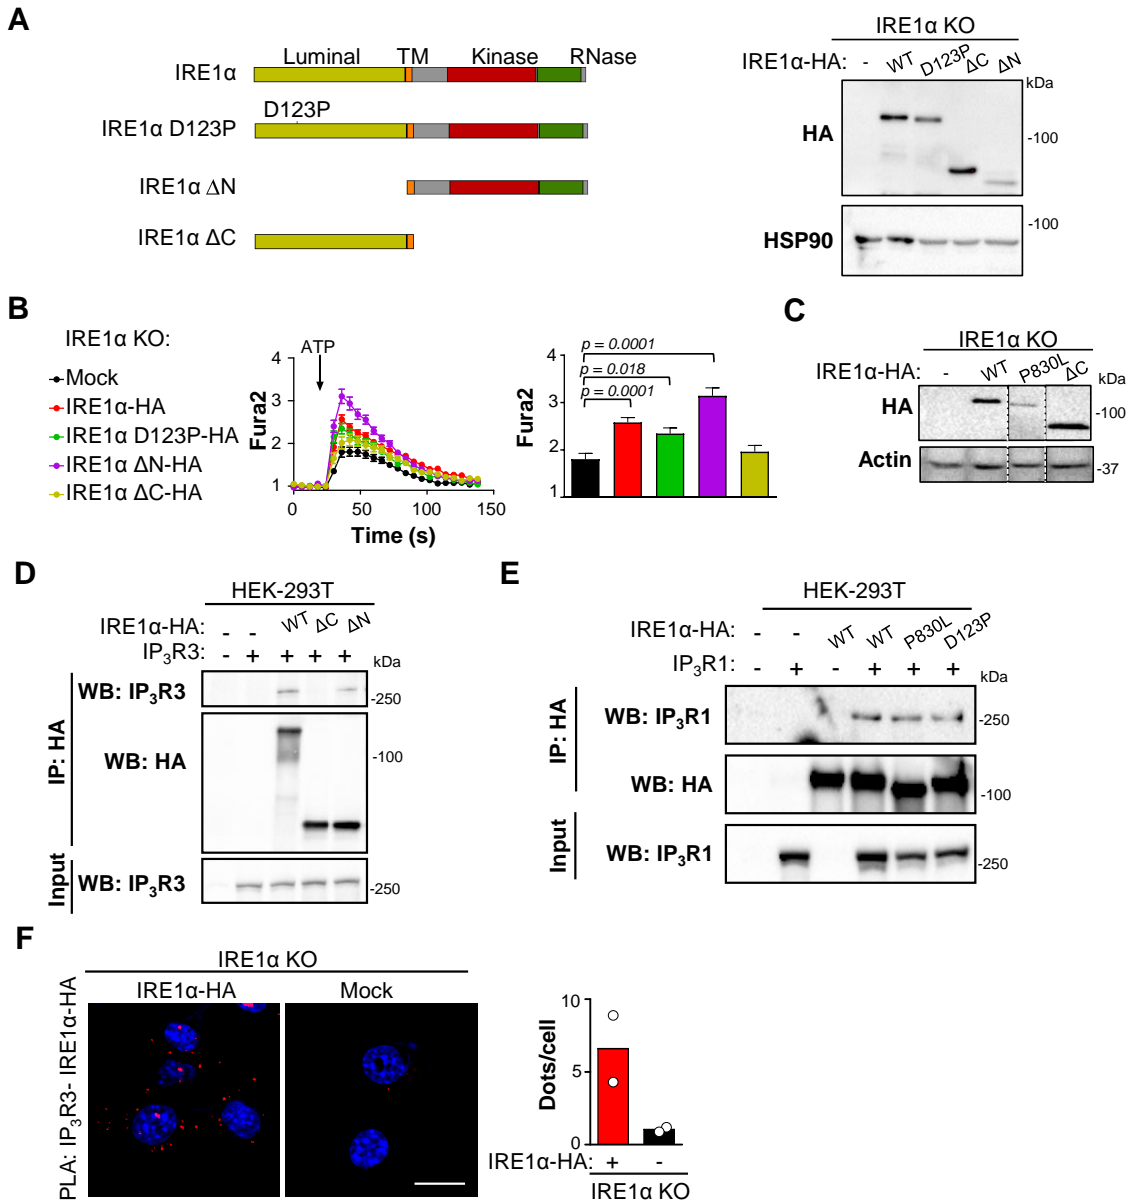 A
Luminal TM Kinase RNase
IRE1α
D123P
IRE1α D123P
IRE1α ΔN
IRE1α ΔC
IRE1α KO
IRE1α-HA: - WT D123P ΔC ΔN
kDa
HA
-100
-100
HSP90
B
IRE1α KO:
Mock
IRE1α-HA
IRE1α D123P-HA
IRE1α ΔN-HA
IRE1α ΔC-HA
ATP
Fura2
4
3
2
1
0 50 100 150
Time (s)
Fura2
4
3
2
1
p = 0.0001
p = 0.018
p = 0.0001
C
IRE1α KO
IRE1α-HA: - WT P830L ΔC
kDa
HA
-100
Actin
-37
D
HEK-293T
IRE1α-HA: - - WT ΔC ΔN
IP3R3: - + + + +
kDa
IP: HA
WB: IP3R3
-250
WB: HA
-100
Input
WB: IP3R3
-250
E
HEK-293T
IRE1α-HA: - - WT WT P830L D123P
IP3R1: - + - + + +
kDa
IP: HA
WB: IP3R1
-250
WB: HA
-100
Input
WB: IP3R1
-250
F
IRE1α KO
IRE1α-HA Mock
PLA: IP3R3- IRE1α-HA
Dots/cell
10
5
0
IRE1α-HA: + -
IRE1α KO